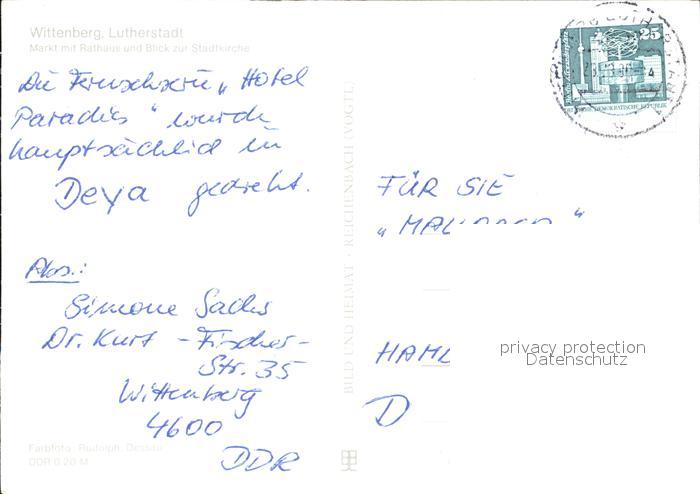 Wittenberg, Lutherstadt
Markt mit Rathaus und Blick zur Stadtkirche
Die Fernsehserie „Hotel
Paradies“ wurde
hauptsächlich in
Deya gedreht.
Abs.:
Simone Sachs
Dr. Kurt - Fischer-
Str. 35
Wittenberg
4600
DDR
Farbfoto: Rudolph, Dessau
DDR 0,20 M
BILD UND HEIMAT · REICHENBACH (VOGTL)
25
DEMOKRATISCHE REPUBLIK
FÜR SIE
„MAL
HAML
D
privacy protection
Datenschutz